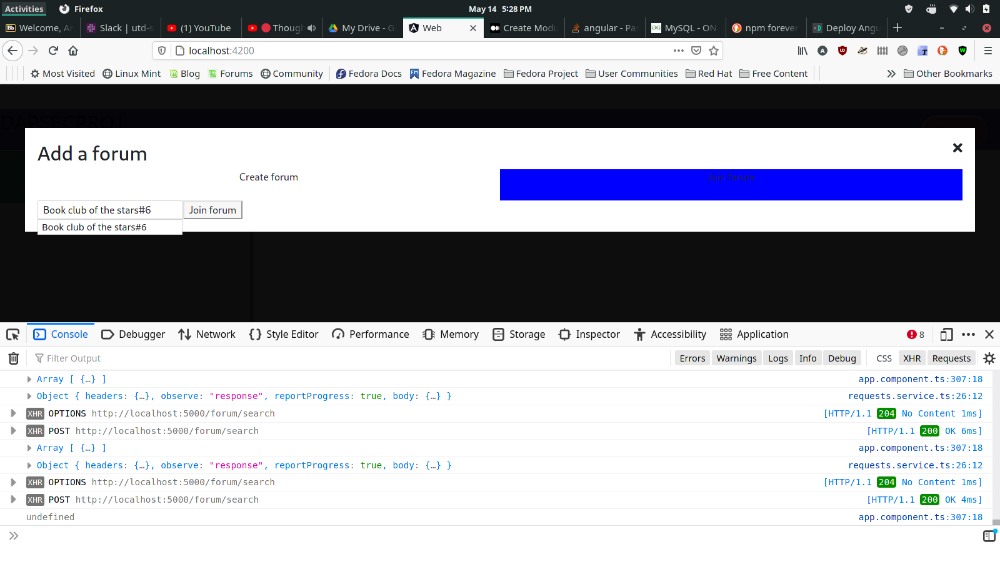 Activities Firefox May 14 5:28 PM
Welcome, An Slack | utd-s (1) YouTube Though My Drive - G Web Create Modu angular - Pas MySQL - ON npm forever Deploy Angu
localhost:4200
Most Visited Linux Mint Blog Forums Community Fedora Docs Fedora Magazine Fedora Project User Communities Red Hat Free Content Other Bookmarks
Add a forum
Create forum Join forum
Book club of the stars#6 Join forum
Book club of the stars#6
Console Debugger Network Style Editor Performance Memory Storage Inspector Accessibility Application 8
Filter Output Errors Warnings Logs Info Debug CSS XHR Requests
Array [ {…} ] app.component.ts:307:18
Object { headers: {…}, observe: "response", reportProgress: true, body: {…} } requests.service.ts:26:12
XHR OPTIONS http://localhost:5000/forum/search [HTTP/1.1 204 No Content 1ms]
XHR POST http://localhost:5000/forum/search [HTTP/1.1 200 OK 6ms]
Array [ {…} ] app.component.ts:307:18
Object { headers: {…}, observe: "response", reportProgress: true, body: {…} } requests.service.ts:26:12
XHR OPTIONS http://localhost:5000/forum/search [HTTP/1.1 204 No Content 1ms]
XHR POST http://localhost:5000/forum/search [HTTP/1.1 200 OK 4ms]
undefined app.component.ts:307:18